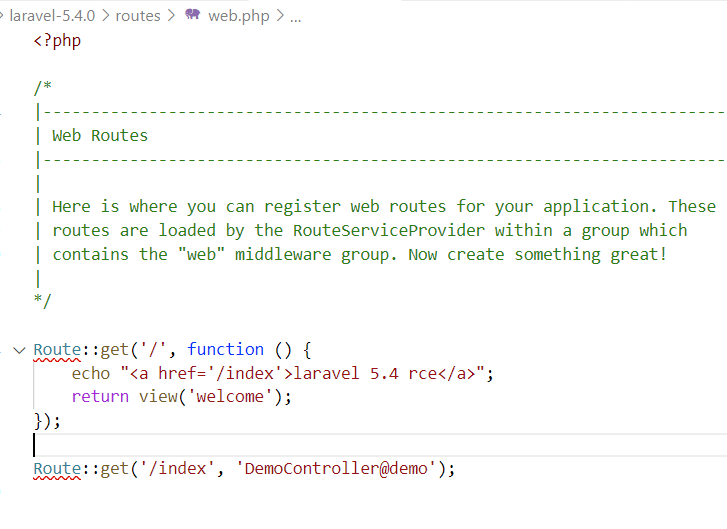 laravel-5.4.0 > routes > web.php > ...
<?php
/*
|-----------------------------------------------------------------------
| Web Routes
|-----------------------------------------------------------------------
|
| Here is where you can register web routes for your application. These
| routes are loaded by the RouteServiceProvider within a group which
| contains the "web" middleware group. Now create something great!
|
*/
Route::get('/', function () {
    echo "<a href='/index'>laravel 5.4 rce</a>";
    return view('welcome');
});
Route::get('/index', 'DemoController@demo');